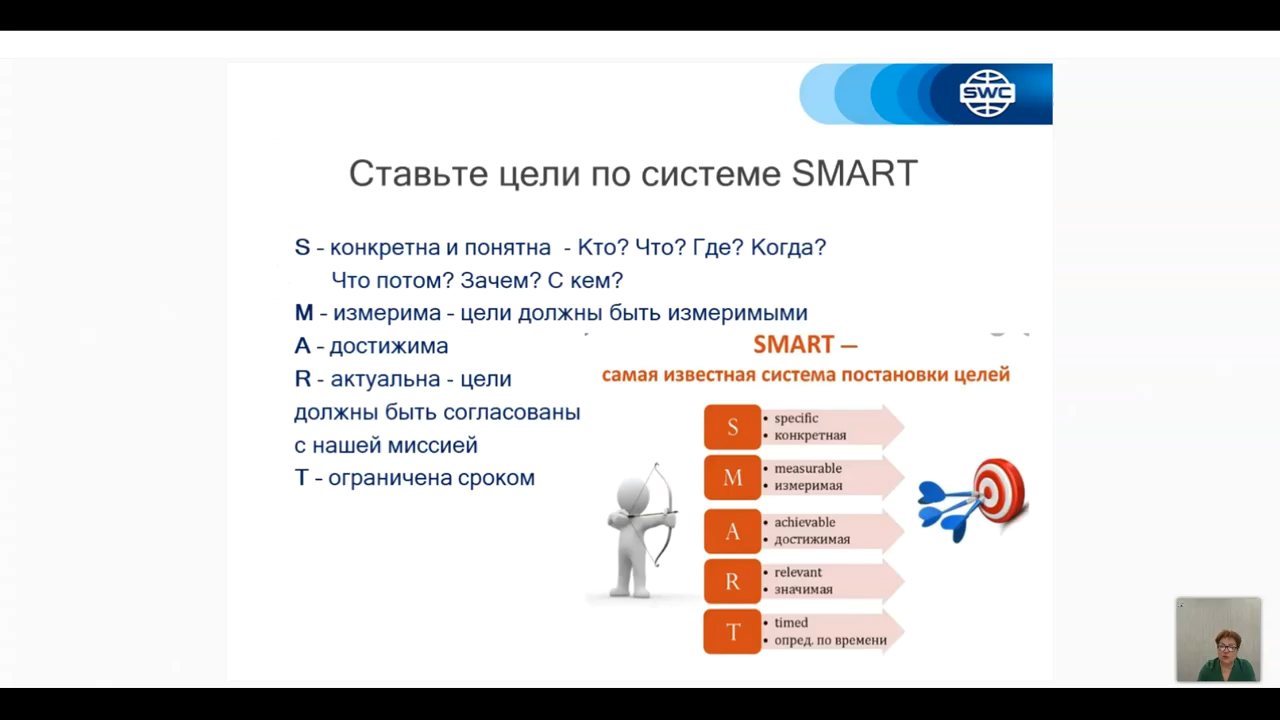 SWC
Ставьте цели по системе SMART
S - конкретна и понятна - Кто? Что? Где? Когда?
Что потом? Зачем? С кем?
M - измерима - цели должны быть измеримыми
A - достижима
R - актуальна - цели
должны быть согласованы
с нашей миссией
T - ограничена сроком
SMART —
самая известная система постановки целей
S
• specific
• конкретная
M
• measurable
• измеримая
A
• achievable
• достижимая
R
• relevant
• значимая
T
• timed
• опред. по времени